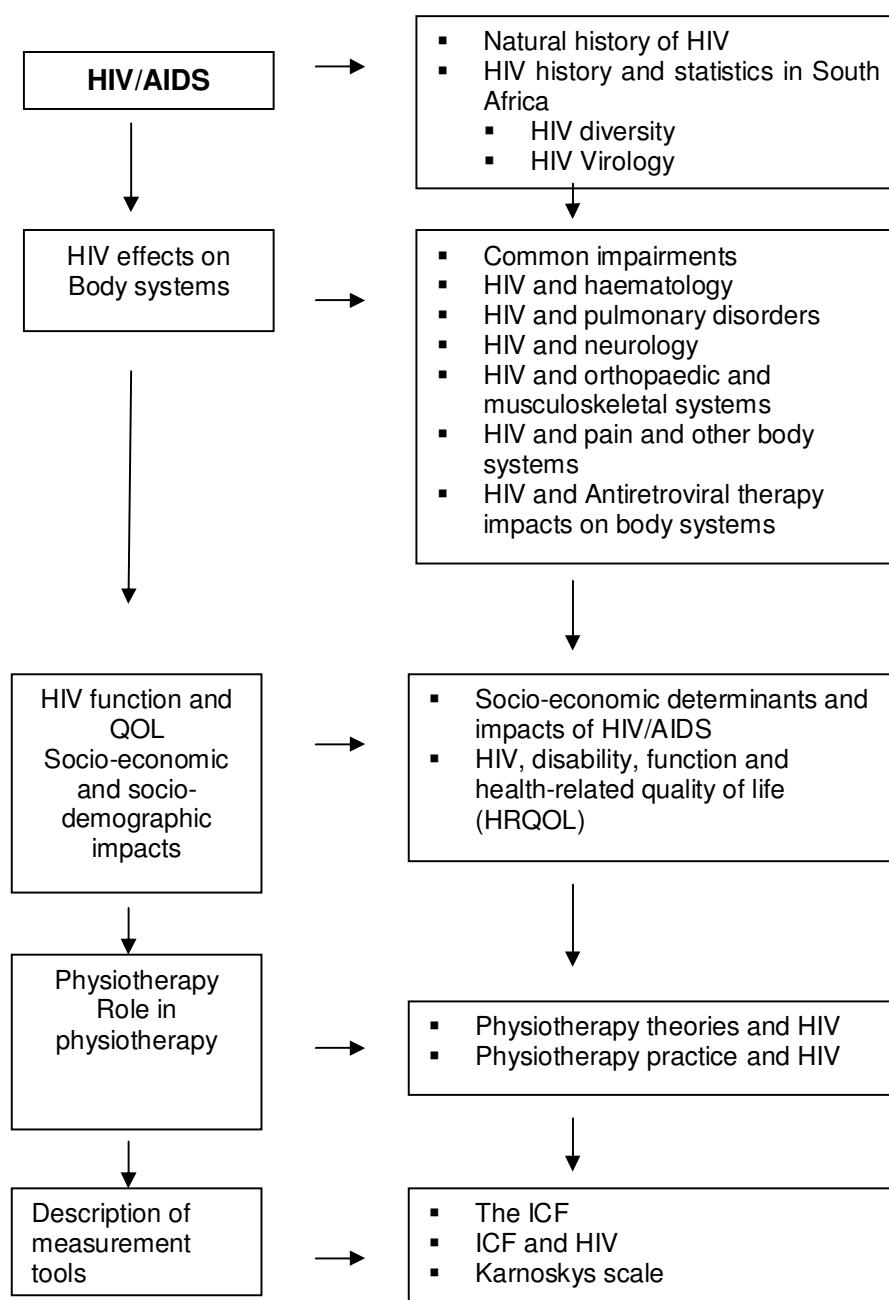 HIV/AIDS
▪ Natural history of HIV
▪ HIV history and statistics in South
Africa
▪ HIV diversity
▪ HIV Virology
HIV effects on
Body systems
▪ Common impairments
▪ HIV and haematology
▪ HIV and pulmonary disorders
▪ HIV and neurology
▪ HIV and orthopaedic and
musculoskeletal systems
▪ HIV and pain and other body
systems
▪ HIV and Antiretroviral therapy
impacts on body systems
HIV function and
QOL
Socio-economic
and socio-
demographic
impacts
▪ Socio-economic determinants and
impacts of HIV/AIDS
▪ HIV, disability, function and
health-related quality of life
(HRQOL)
Physiotherapy
Role in
physiotherapy
▪ Physiotherapy theories and HIV
▪ Physiotherapy practice and HIV
Description of
measurement
tools
▪ The ICF
▪ ICF and HIV
▪ Karnoskys scale